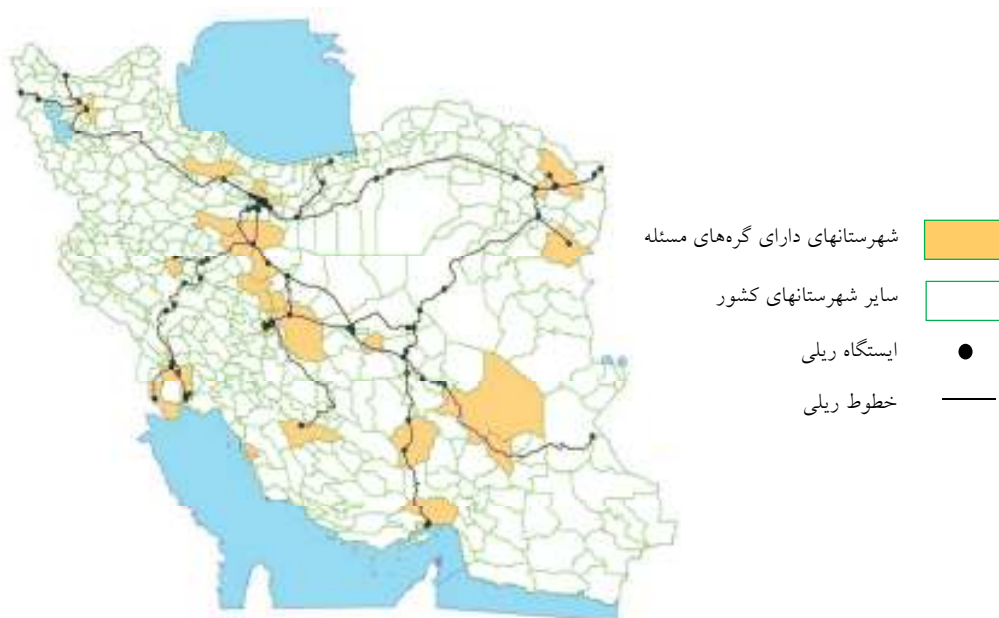 شهرستانهای دارای گره‌های مسئله
سایر شهرستانهای کشور
ایستگاه ریلی
خطوط ریلی